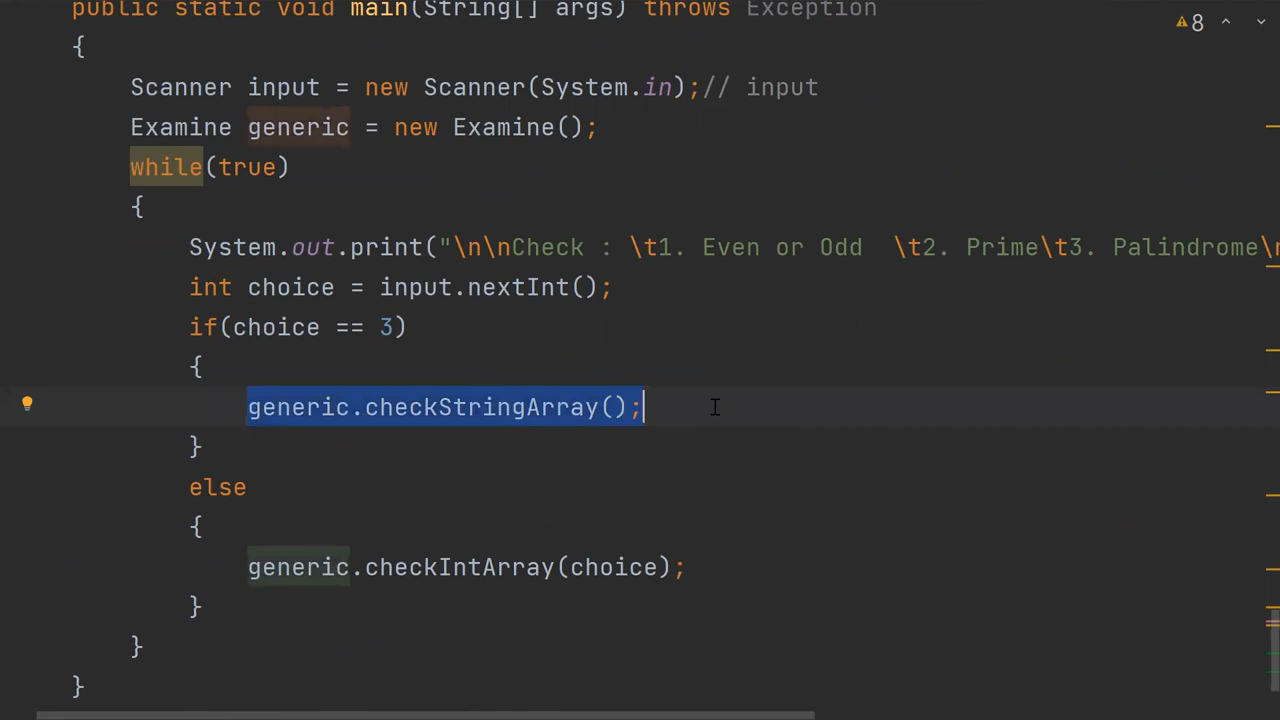 public static void main(String[] args) throws Exception
8
{
Scanner input = new Scanner(System.in);// input
Examine generic = new Examine();
while(true)
{
System.out.print("\n\nCheck : \t1. Even or Odd  \t2. Prime\t3. Palindrome\n
int choice = input.nextInt();
if(choice == 3)
{
generic.checkStringArray();
}
else
{
generic.checkIntArray(choice);
}
}
}